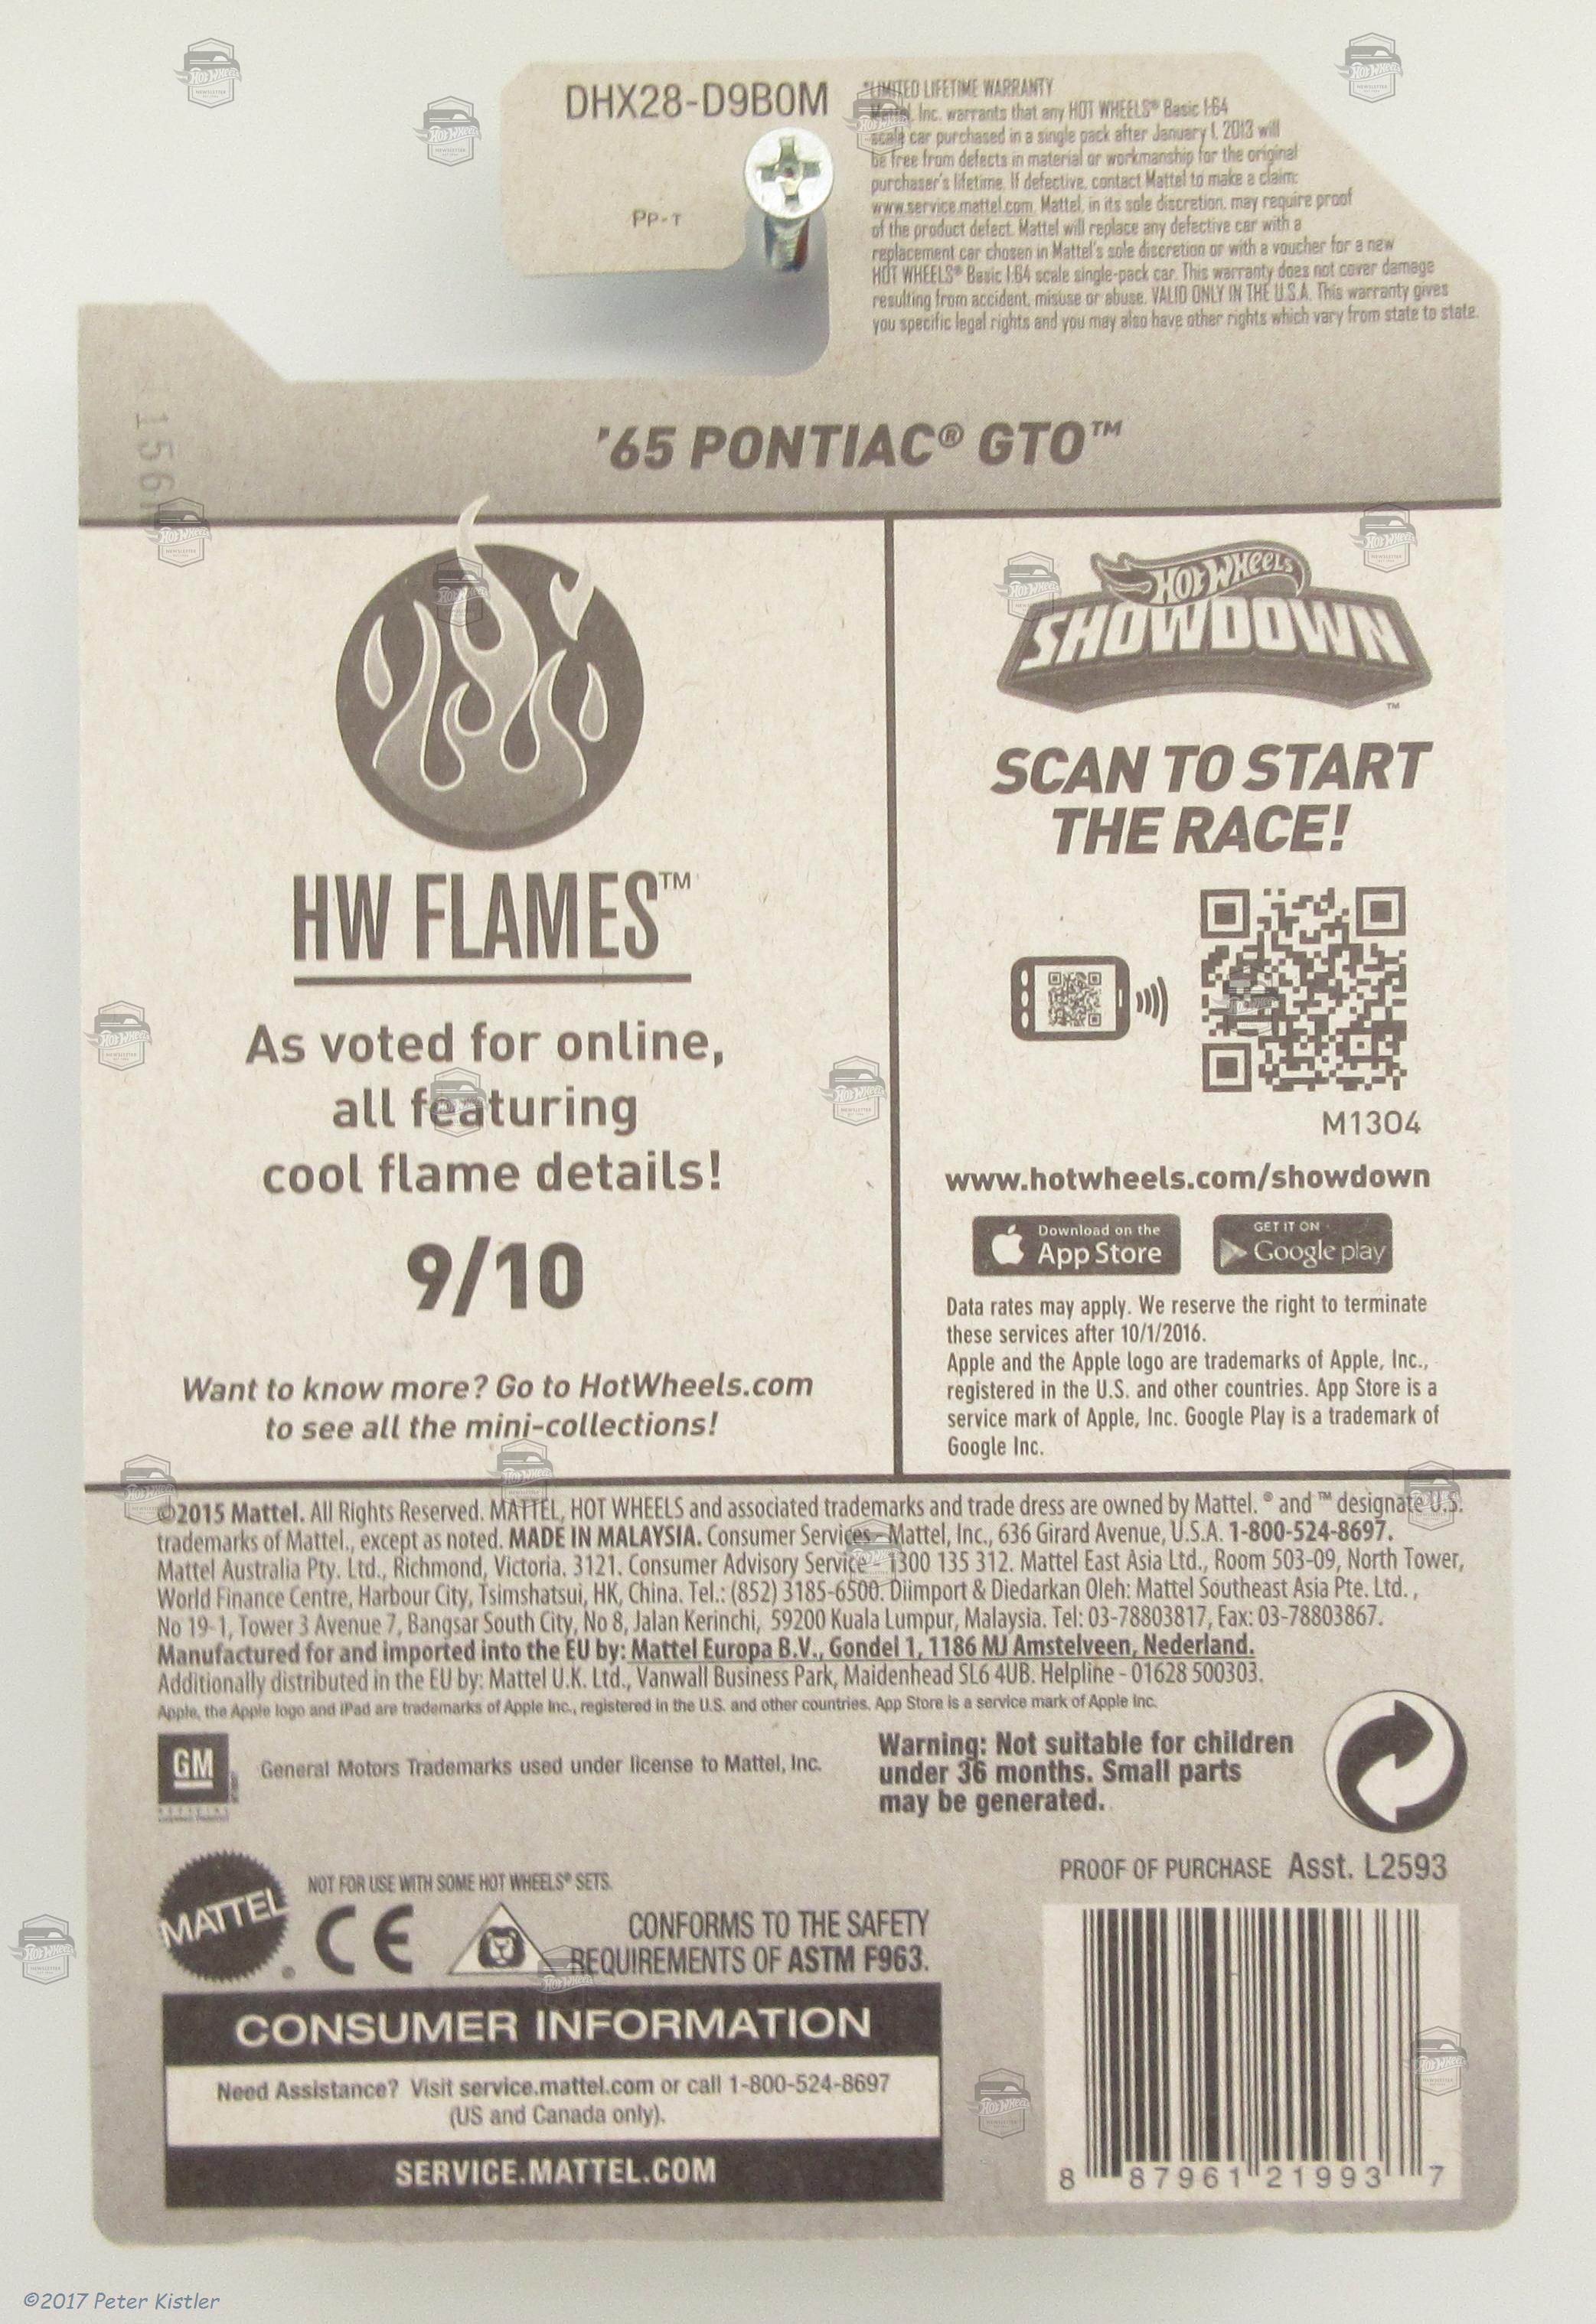 DHX28-D9B0M
PP-T
*LIMITED LIFETIME WARRANTY
Mattel, Inc. warrants that any HOT WHEELS® Basic 1:64
scale car purchased in a single pack after January 1, 2013 will
be free from defects in material or workmanship for the original
purchaser's lifetime. If defective, contact Mattel to make a claim:
www.service.mattel.com. Mattel, in its sole discretion, may require proof
of the product defect. Mattel will replace any defective car with a
replacement car chosen in Mattel's sole discretion or with a voucher for a new
HOT WHEELS® Basic 1:64 scale single-pack car. This warranty does not cover damage
resulting from accident, misuse or abuse. VALID ONLY IN THE U.S.A. This warranty gives
you specific legal rights and you may also have other rights which vary from state to state.
'65 PONTIAC® GTO™
HW FLAMES™
As voted for online,
all featuring
cool flame details!
9/10
Want to know more? Go to HotWheels.com
to see all the mini-collections!
Hot Wheels
SHOWDOWN™
SCAN TO START
THE RACE!
M1304
www.hotwheels.com/showdown
Download on the
App Store
GET IT ON
Google play
Data rates may apply. We reserve the right to terminate
these services after 10/1/2016.
Apple and the Apple logo are trademarks of Apple, Inc.,
registered in the U.S. and other countries. App Store is a
service mark of Apple, Inc. Google Play is a trademark of
Google Inc.
©2015 Mattel. All Rights Reserved. MATTEL, HOT WHEELS and associated trademarks and trade dress are owned by Mattel. ® and ™ designate U.S.
trademarks of Mattel., except as noted. MADE IN MALAYSIA. Consumer Services - Mattel, Inc., 636 Girard Avenue, U.S.A. 1-800-524-8697.
Mattel Australia Pty. Ltd., Richmond, Victoria. 3121. Consumer Advisory Service - 1300 135 312. Mattel East Asia Ltd., Room 503-09, North Tower,
World Finance Centre, Harbour City, Tsimshatsui, HK, China. Tel.: (852) 3185-6500. Diimport & Diedarkan Oleh: Mattel Southeast Asia Pte. Ltd. ,
No 19-1, Tower 3 Avenue 7, Bangsar South City, No 8, Jalan Kerinchi, 59200 Kuala Lumpur, Malaysia. Tel: 03-78803817, Fax: 03-78803867.
Manufactured for and imported into the EU by: Mattel Europa B.V., Gondel 1, 1186 MJ Amstelveen, Nederland.
Additionally distributed in the EU by: Mattel U.K. Ltd., Vanwall Business Park, Maidenhead SL6 4UB. Helpline - 01628 500303.
Apple, the Apple logo and iPad are trademarks of Apple Inc., registered in the U.S. and other countries. App Store is a service mark of Apple Inc.
GM
General Motors Trademarks used under license to Mattel, Inc.
Warning: Not suitable for children
under 36 months. Small parts
may be generated.
MATTEL
NOT FOR USE WITH SOME HOT WHEELS® SETS.
CE
CONFORMS TO THE SAFETY
REQUIREMENTS OF ASTM F963.
PROOF OF PURCHASE Asst. L2593
CONSUMER INFORMATION
Need Assistance? Visit service.mattel.com or call 1-800-524-8697
(US and Canada only).
SERVICE.MATTEL.COM
8 87961 21993 7
©2017 Peter Kistler